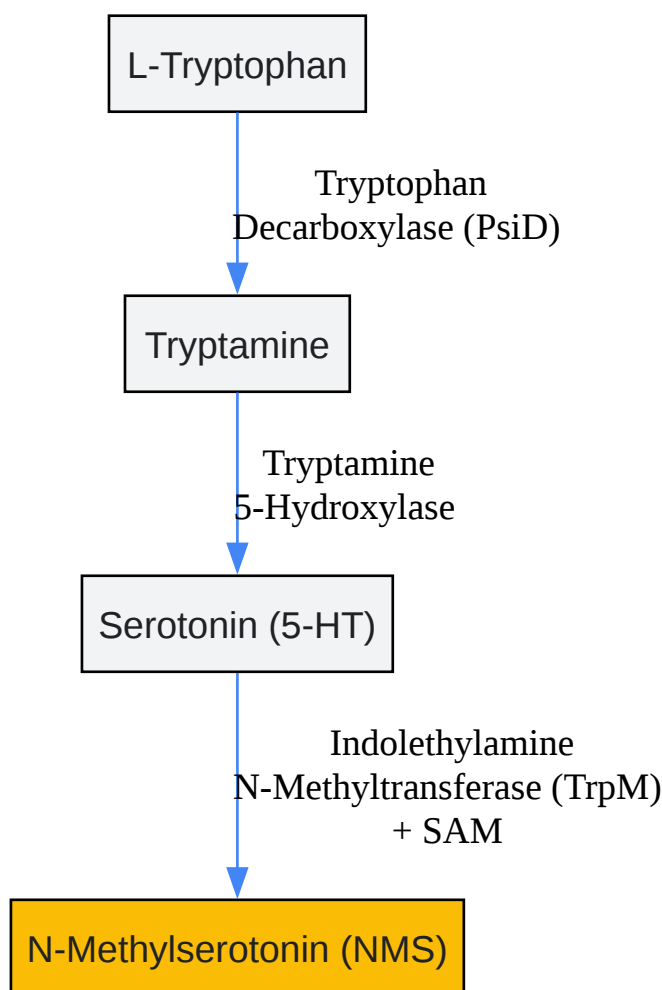 L-Tryptophan
Tryptophan
Decarboxylase (PsiD)
Tryptamine
Tryptamine
5-Hydroxylase
Serotonin (5-HT)
Indolethylamine
N-Methyltransferase (TrpM)
+ SAM
N-Methylserotonin (NMS)